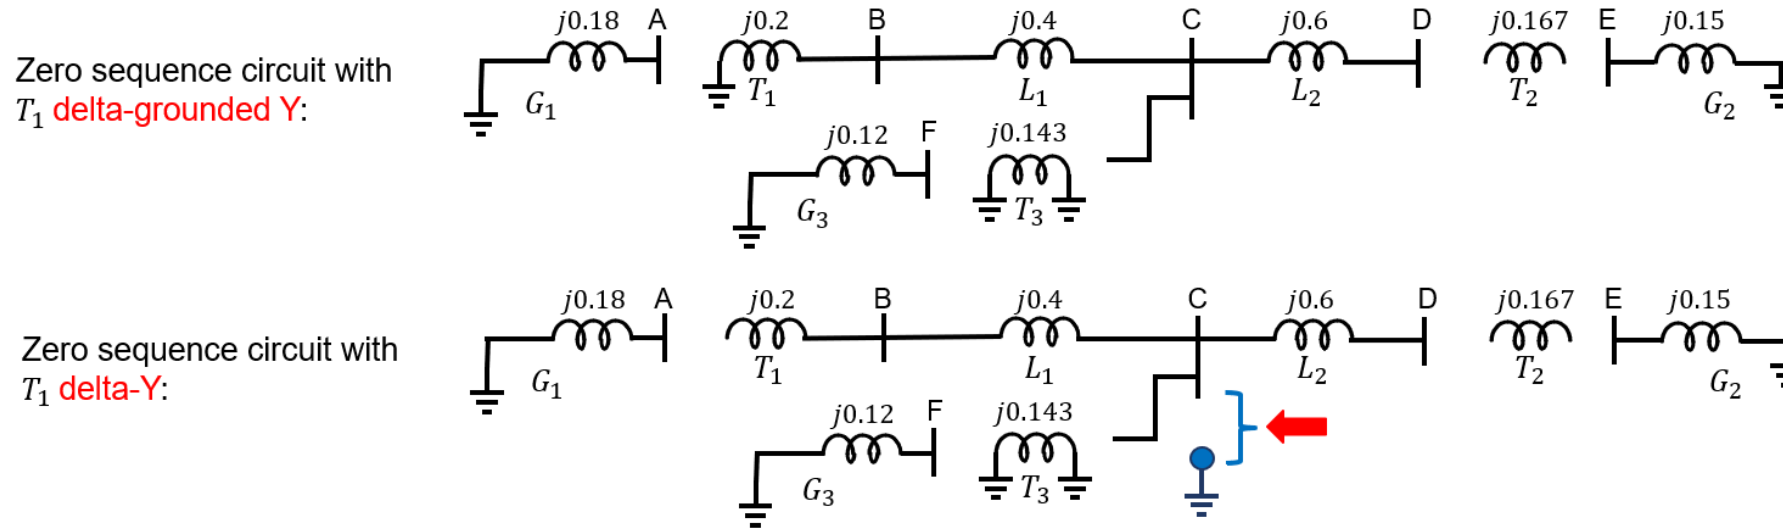 j0.18 A j0.2 B j0.4 C j0.6 D j0.167 E j0.15
Zero sequence circuit with
T₁ delta-grounded Y:
G₁ T₁ L₁ L₂ T₂ G₂
j0.12 F j0.143
G₃ T₃
j0.18 A j0.2 B j0.4 C j0.6 D j0.167 E j0.15
Zero sequence circuit with
T₁ delta-Y:
G₁ T₁ L₁ L₂ T₂ G₂
j0.12 F j0.143
G₃ T₃